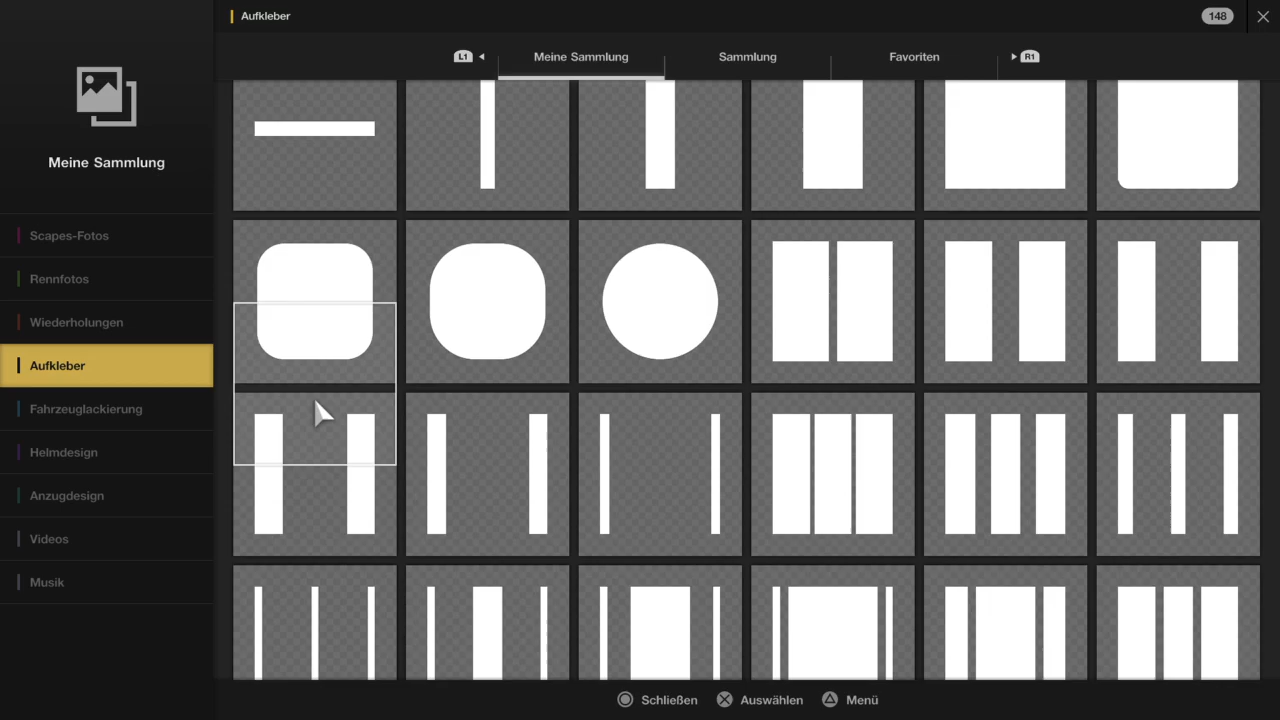 Aufkleber
148
L1
Meine Sammlung
Sammlung
Favoriten
R1
Meine Sammlung
Scapes-Fotos
Rennfotos
Wiederholungen
Aufkleber
Fahrzeuglackierung
Helmdesign
Anzugdesign
Videos
Musik
Schließen
Auswählen
Menü